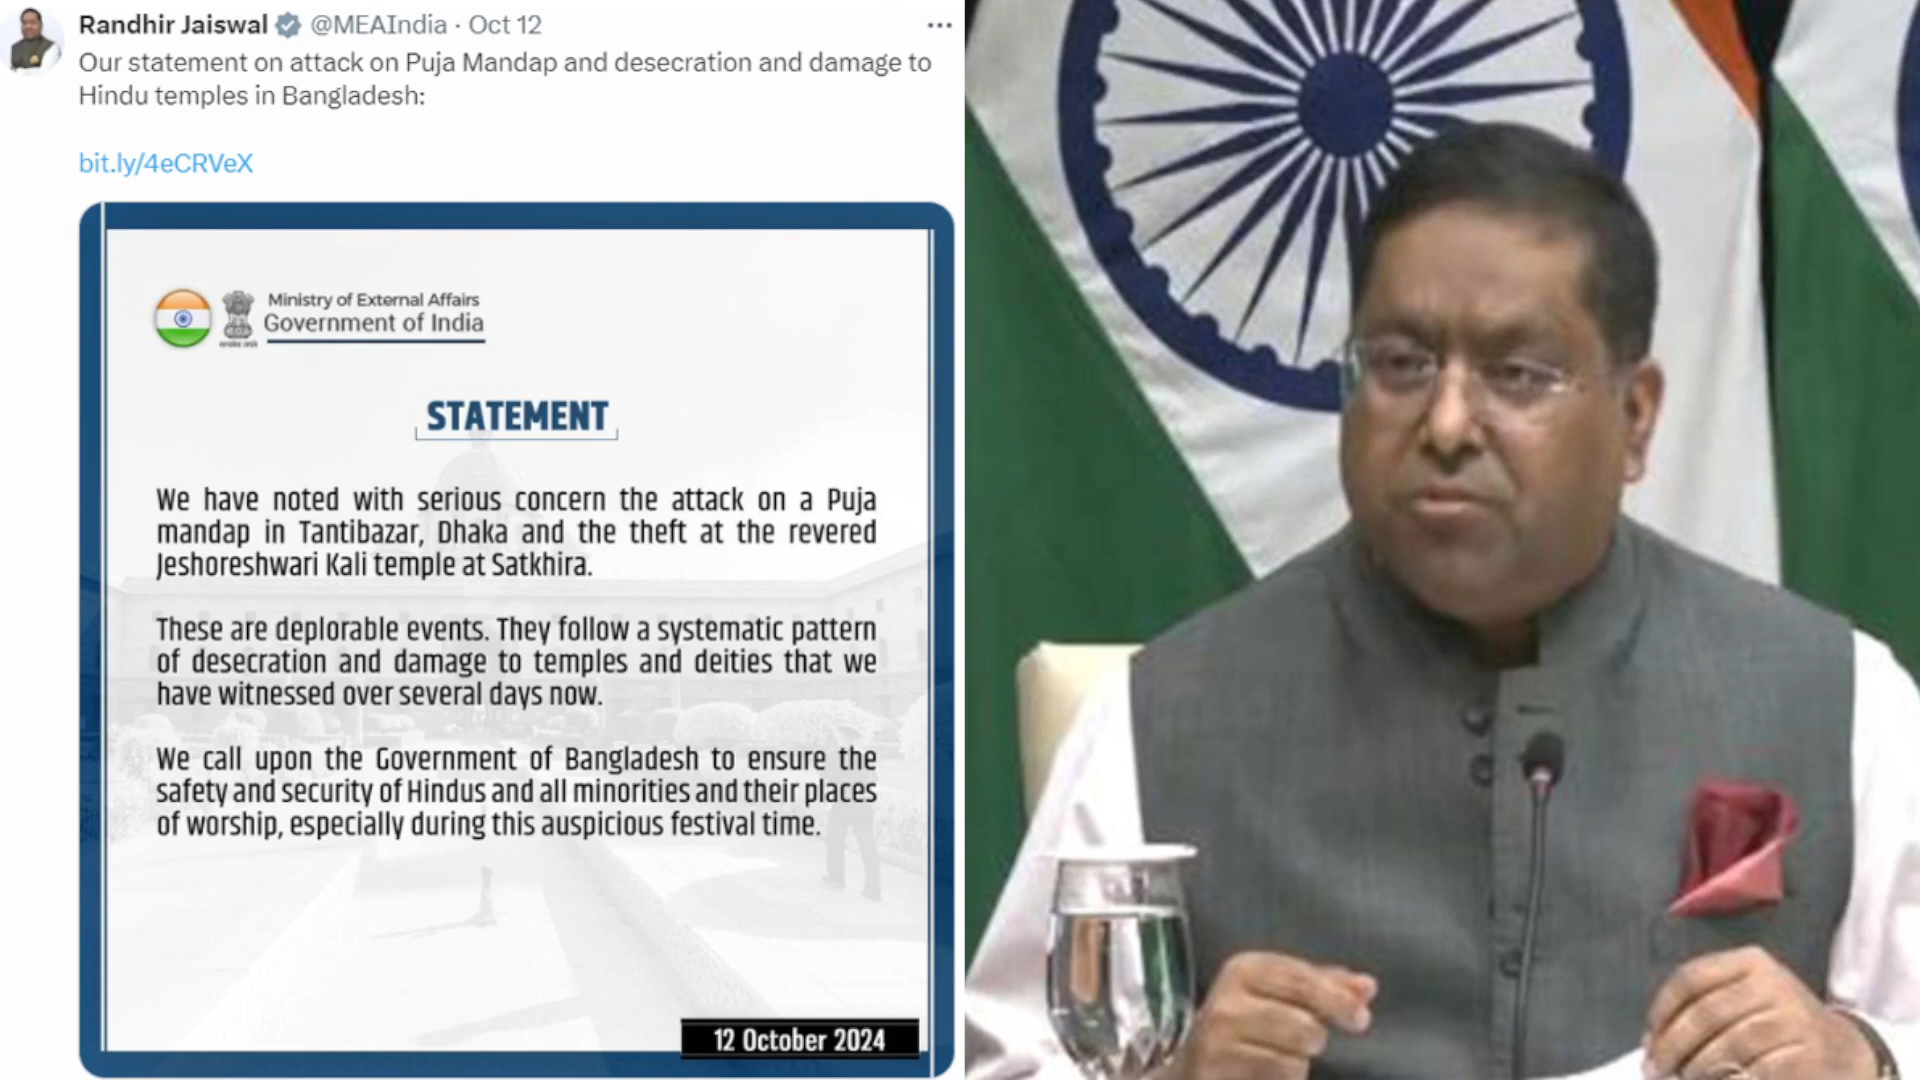 Randhir Jaiswal @MEAIndia · Oct 12
Our statement on attack on Puja Mandap and desecration and damage to
Hindu temples in Bangladesh:
bit.ly/4eCRVeX
Ministry of External Affairs
Government of India
STATEMENT
We have noted with serious concern the attack on a Puja
mandap in Tantibazar, Dhaka and the theft at the revered
Jeshoreshwari Kali temple at Satkhira.
These are deplorable events. They follow a systematic pattern
of desecration and damage to temples and deities that we
have witnessed over several days now.
We call upon the Government of Bangladesh to ensure the
safety and security of Hindus and all minorities and their places
of worship, especially during this auspicious festival time.
12 October 2024